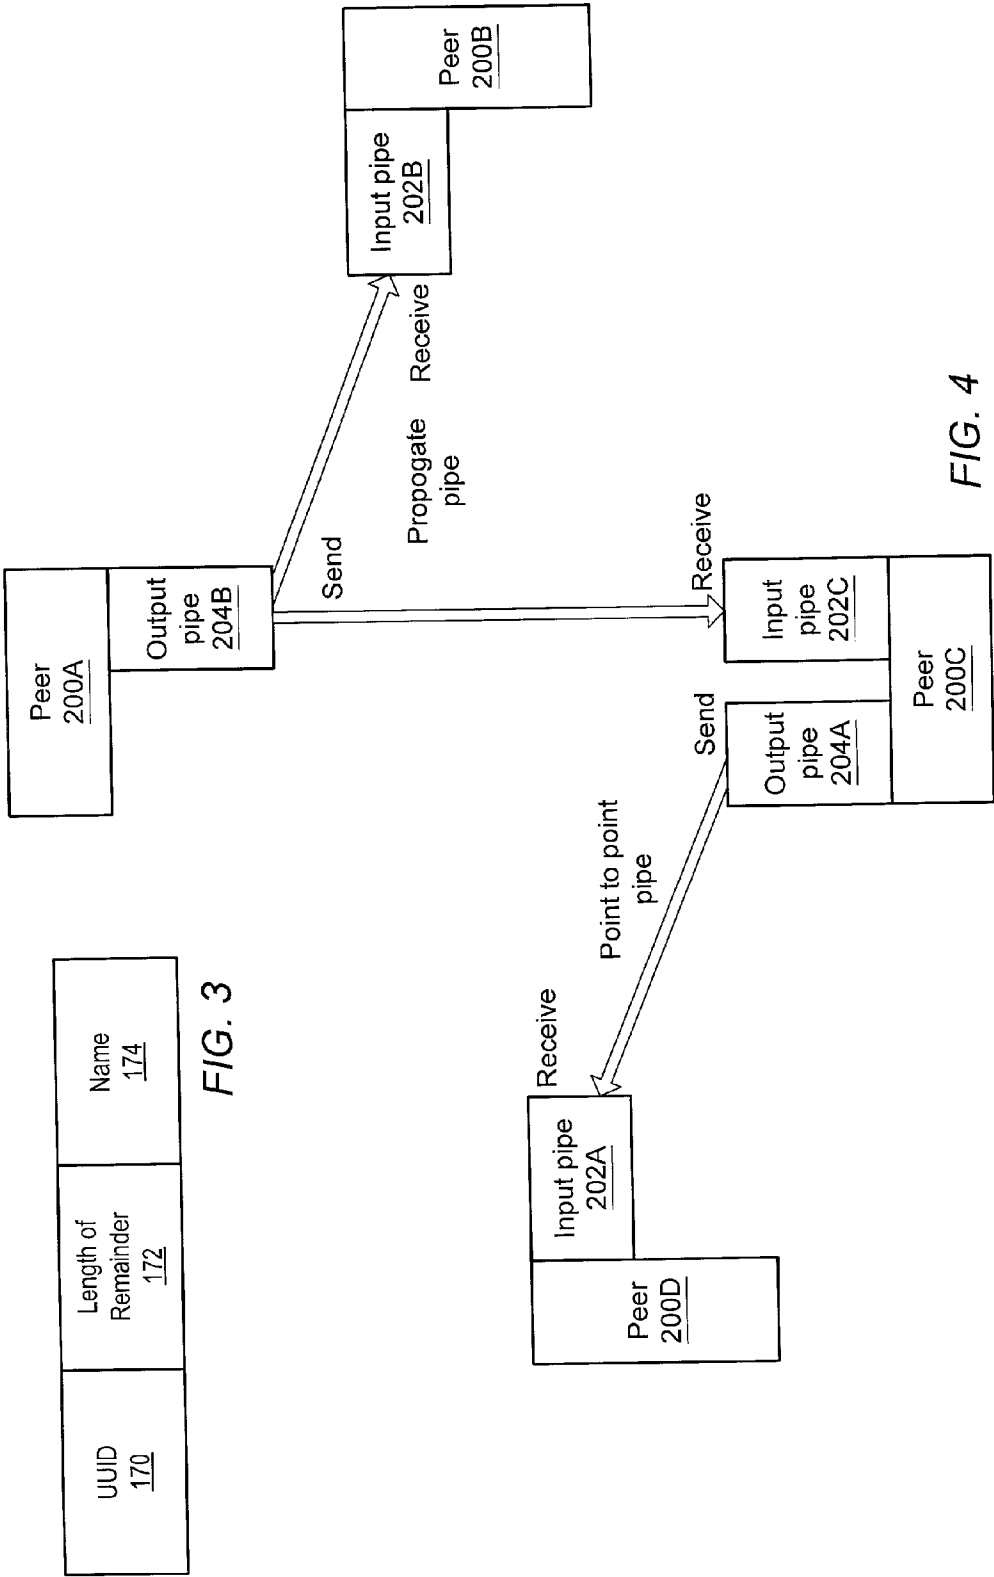 UUID
170
Length of
Remainder
172
Name
174
FIG. 3
Peer
200A
Output
pipe
204B
Send
Propogate
pipe
Receive
Input pipe
202B
Peer
200B
Peer
200D
Input pipe
202A
Receive
Point to point
pipe
Send
Receive
Output
pipe
204A
Input
pipe
202C
Peer
200C
FIG. 4